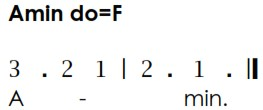 Amin do=F
3 . 2 1 | 2 . 1 . ||
A - min.